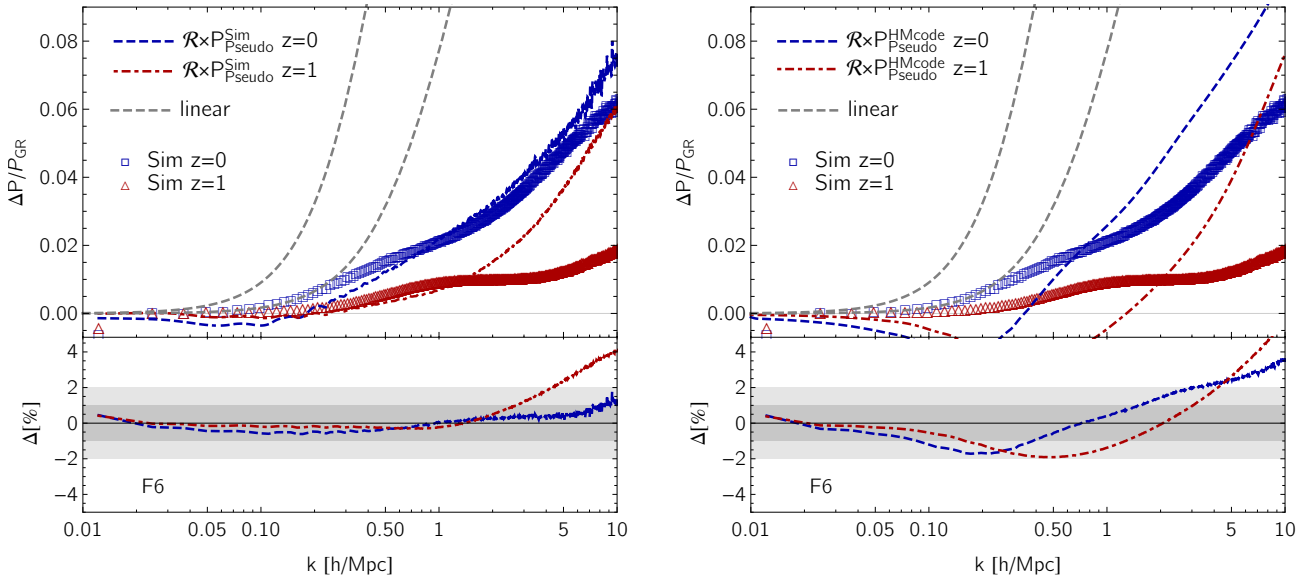 0.08
0.06
0.04
0.02
0.00
ΔP/P_GR
ℛ×P^Sim_Pseudo z=0
ℛ×P^Sim_Pseudo z=1
linear
Sim z=0
Sim z=1
4
2
0
-2
-4
Δ[%]
F6
0.01 0.05 0.10 0.50 1 5 10
k [h/Mpc]
0.08
0.06
0.04
0.02
0.00
ΔP/P_GR
ℛ×P^HMcode_Pseudo z=0
ℛ×P^HMcode_Pseudo z=1
linear
Sim z=0
Sim z=1
4
2
0
-2
-4
Δ[%]
F6
0.01 0.05 0.10 0.50 1 5 10
k [h/Mpc]